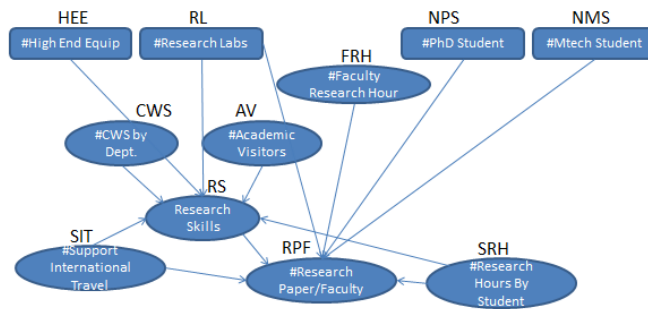 HEE
RL
NPS
NMS
#High End Equip
#Research Labs
#PhD Student
#Mtech Student
FRH
#Faculty
Research Hour
CWS
AV
#CWS by
Dept.
#Academic
Visitors
RS
Research
Skills
SIT
#Support
International
Travel
RPF
#Research
Paper/Faculty
SRH
#Research
Hours By
Student